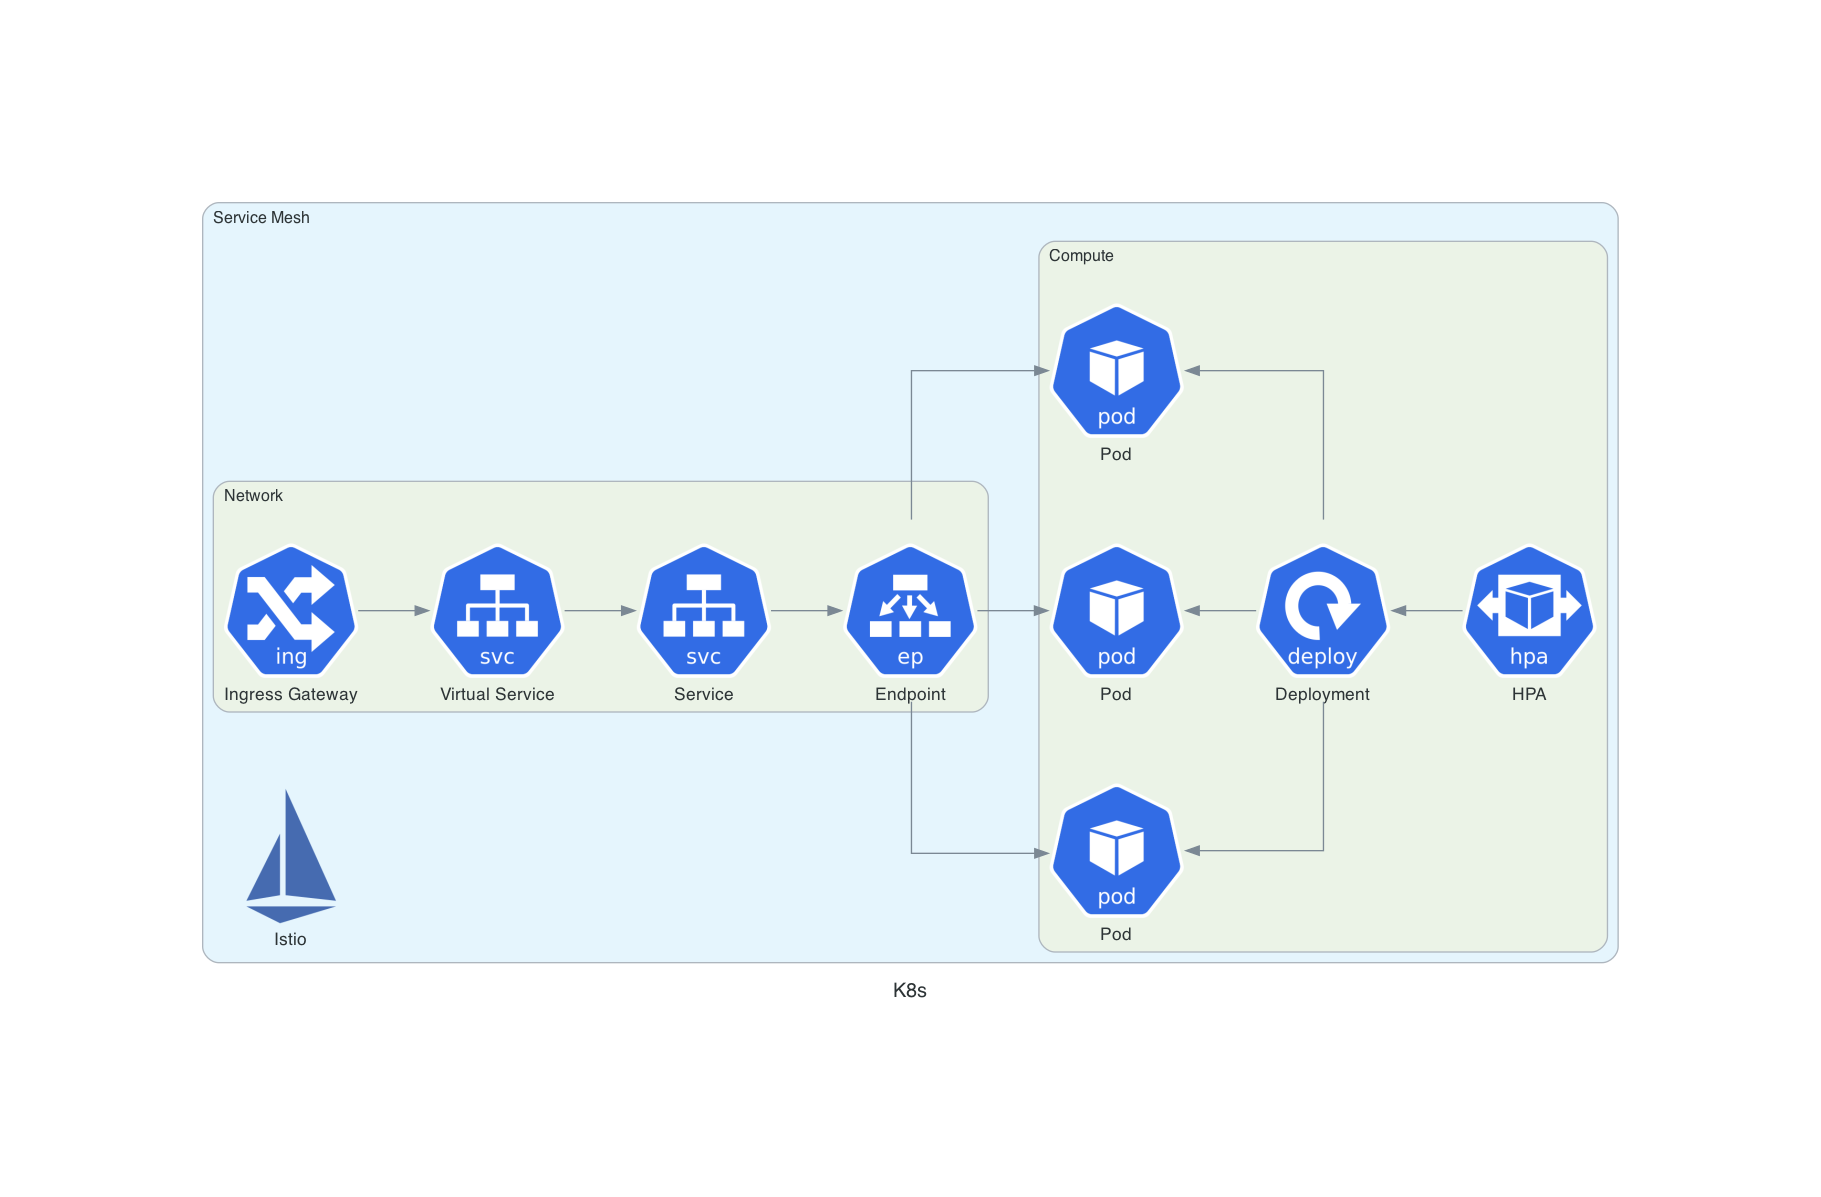 Service Mesh
Compute
pod
Pod
Network
ing
Ingress Gateway
svc
Virtual Service
svc
Service
ep
Endpoint
pod
Pod
deploy
Deployment
hpa
HPA
Istio
pod
Pod
K8s